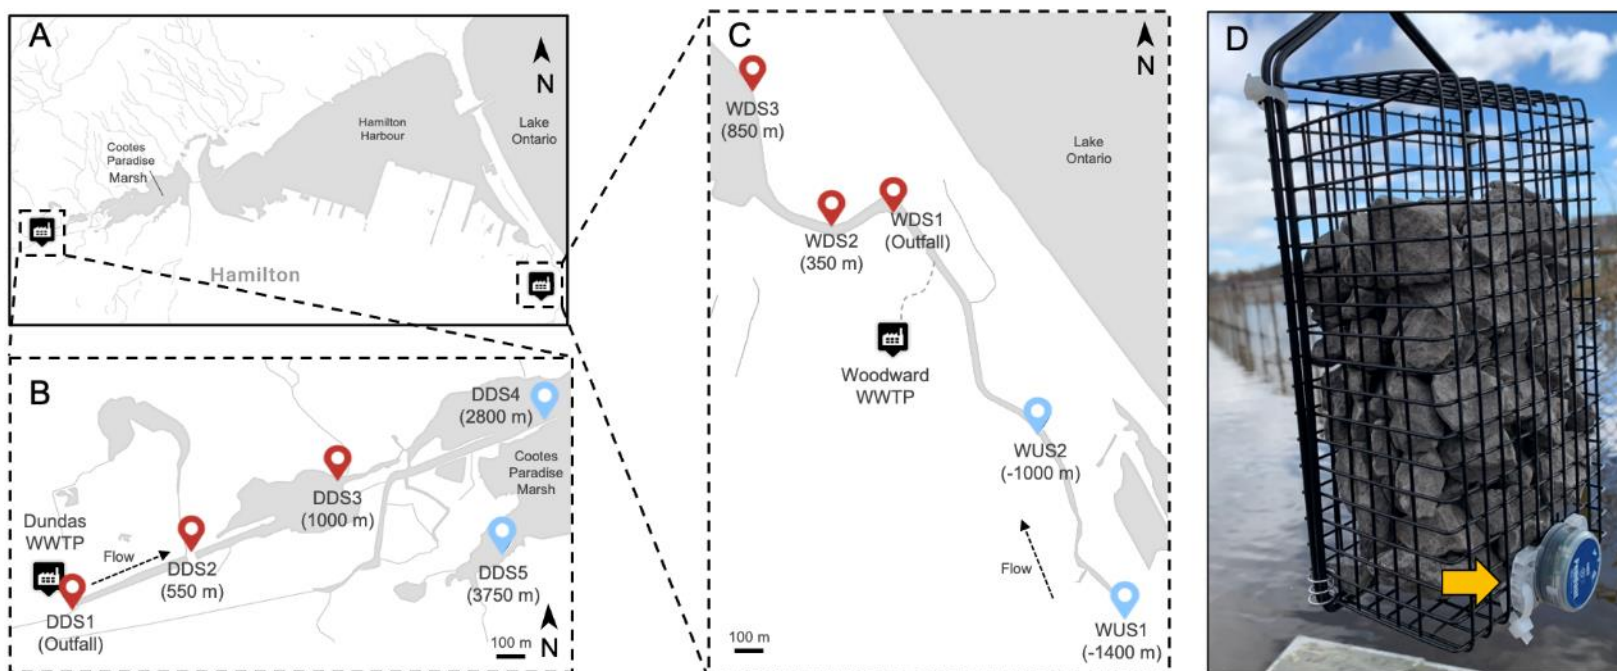 A
N
Hamilton
Harbour
Lake
Ontario
Cootes
Paradise
Marsh
Hamilton
B
DDS4
(2800 m)
Cootes
Paradise
Marsh
DDS3
(1000 m)
Dundas
WWTP
Flow
DDS2
(550 m)
DDS5
(3750 m)
DDS1
(Outfall)
N
100 m
C
N
WDS3
(850 m)
Lake
Ontario
WDS1
(Outfall)
WDS2
(350 m)
Woodward
WWTP
WUS2
(-1000 m)
Flow
WUS1
(-1400 m)
100 m
D